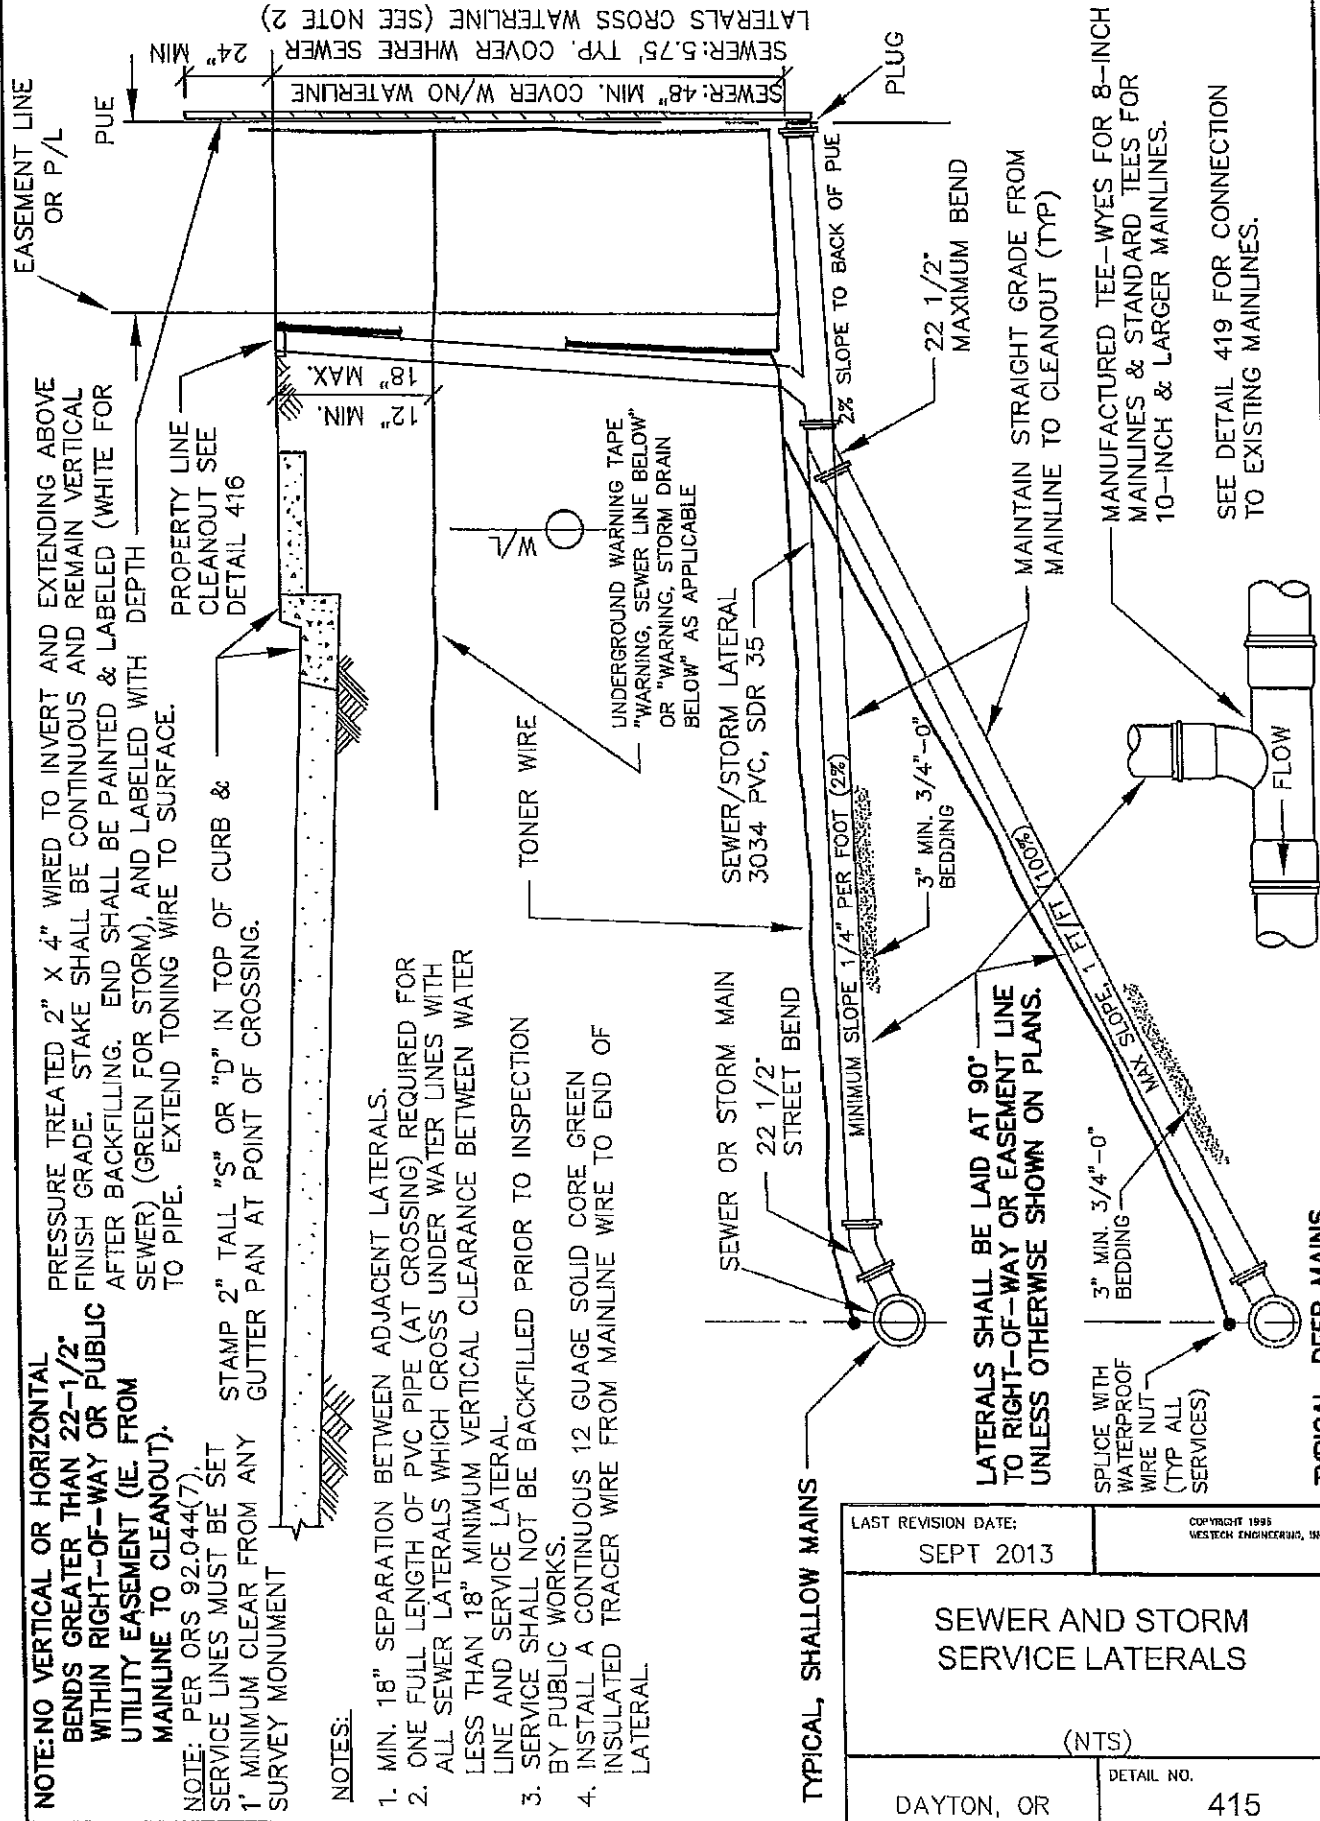 NOTE: NO VERTICAL OR HORIZONTAL
BENDS GREATER THAN 22-1/2°
WITHIN RIGHT-OF-WAY OR PUBLIC
UTILITY EASEMENT (IE. FROM
MAINLINE TO CLEANOUT).
NOTE: PER ORS 92.044(7),
SERVICE LINES MUST BE SET
1' MINIMUM CLEAR FROM ANY
SURVEY MONUMENT
PRESSURE TREATED 2" X 4" WIRED TO INVERT AND EXTENDING ABOVE
FINISH GRADE. STAKE SHALL BE CONTINUOUS AND REMAIN VERTICAL
AFTER BACKFILLING. END SHALL BE PAINTED & LABELED (WHITE FOR
SEWER) (GREEN FOR STORM), AND LABELED WITH DEPTH
TO PIPE. EXTEND TONING WIRE TO SURFACE.
STAMP 2" TALL "S" OR "D" IN TOP OF CURB &
GUTTER PAN AT POINT OF CROSSING.
PROPERTY LINE
CLEANOUT SEE
DETAIL 416
EASEMENT LINE
OR P/L
PUE
24" MIN
SEWER: 48" MIN. COVER W/NO WATERLINE
SEWER: 5.75' TYP. COVER WHERE SEWER
LATERALS CROSS WATERLINE (SEE NOTE 2)
12" MIN.
18" MAX.
W/L
PLUG
NOTES:
1. MIN. 18" SEPARATION BETWEEN ADJACENT LATERALS.
2. ONE FULL LENGTH OF PVC PIPE (AT CROSSING) REQUIRED FOR
ALL SEWER LATERALS WHICH CROSS UNDER WATER LINES WITH
LESS THAN 18" MINIMUM VERTICAL CLEARANCE BETWEEN WATER
LINE AND SERVICE LATERAL.
3. SERVICE SHALL NOT BE BACKFILLED PRIOR TO INSPECTION
BY PUBLIC WORKS.
4. INSTALL A CONTINUOUS 12 GUAGE SOLID CORE GREEN
INSULATED TRACER WIRE FROM MAINLINE WIRE TO END OF
LATERAL.
TONER WIRE
UNDERGROUND WARNING TAPE
"WARNING, SEWER LINE BELOW"
OR "WARNING, STORM DRAIN
BELOW" AS APPLICABLE
SEWER/STORM LATERAL
3034 PVC, SDR 35
SEWER OR STORM MAIN
22 1/2°
STREET BEND
MINIMUM SLOPE 1/4" PER FOOT (2%)
3" MIN. 3/4"-0"
BEDDING
2% SLOPE TO BACK OF PUE
22 1/2°
MAXIMUM BEND
MAINTAIN STRAIGHT GRADE FROM
MAINLINE TO CLEANOUT (TYP)
TYPICAL, SHALLOW MAINS
LATERALS SHALL BE LAID AT 90°
TO RIGHT-OF-WAY OR EASEMENT LINE
UNLESS OTHERWISE SHOWN ON PLANS.
MAX SLOPE, 1 FT/FT (100%)
3" MIN. 3/4"-0"
BEDDING
SPLICE WITH
WATERPROOF
WIRE NUT
(TYP ALL
SERVICES)
FLOW
MANUFACTURED TEE-WYES FOR 8-INCH
MAINLINES & STANDARD TEES FOR
10-INCH & LARGER MAINLINES.
SEE DETAIL 419 FOR CONNECTION
TO EXISTING MAINLINES.
TYPICAL, DEEP MAINS
LAST REVISION DATE:
SEPT 2013
COPYRIGHT 1995
WESTECH ENGINEERING,
SEWER AND STORM
SERVICE LATERALS
(NTS)
DAYTON, OR
DETAIL NO.
415